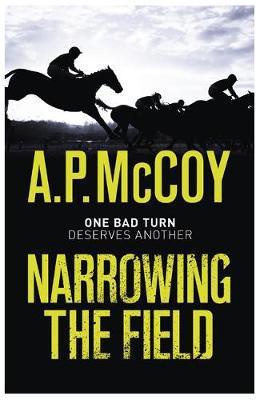 A.P. McCOY
ONE BAD TURN
DESERVES ANOTHER
NARROWING
THE FIELD